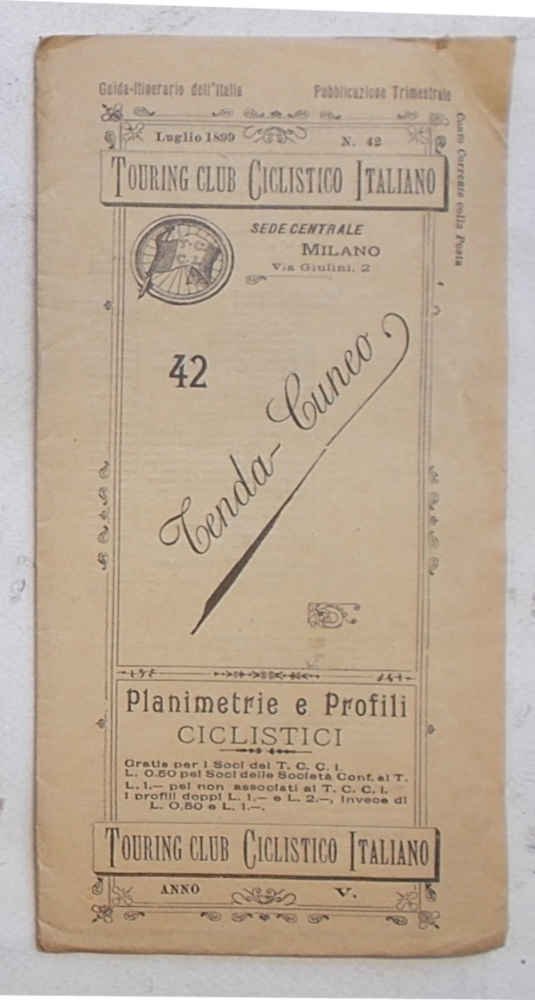 Guida-Itinerario dell'Italia
Pubblicazione Trimestrale
Luglio 1899
N. 42
Conto Corrente colla Posta
TOURING CLUB CICLISTICO ITALIANO
T. C.
C. I.
SEDE CENTRALE
MILANO
Via Giulini, 2
42
Tenda-Cuneo
Planimetrie e Profili
CICLISTICI
Gratis per i Soci del T. C. C. I.
L. 0.50 pei Soci delle Società Conf. al T.
L. 1.— pei non associati al T. C. C. I.
I profili doppi L. 1.— e L. 2.—, invece di
L. 0,50 e L. 1.—.
TOURING CLUB CICLISTICO ITALIANO
ANNO V.